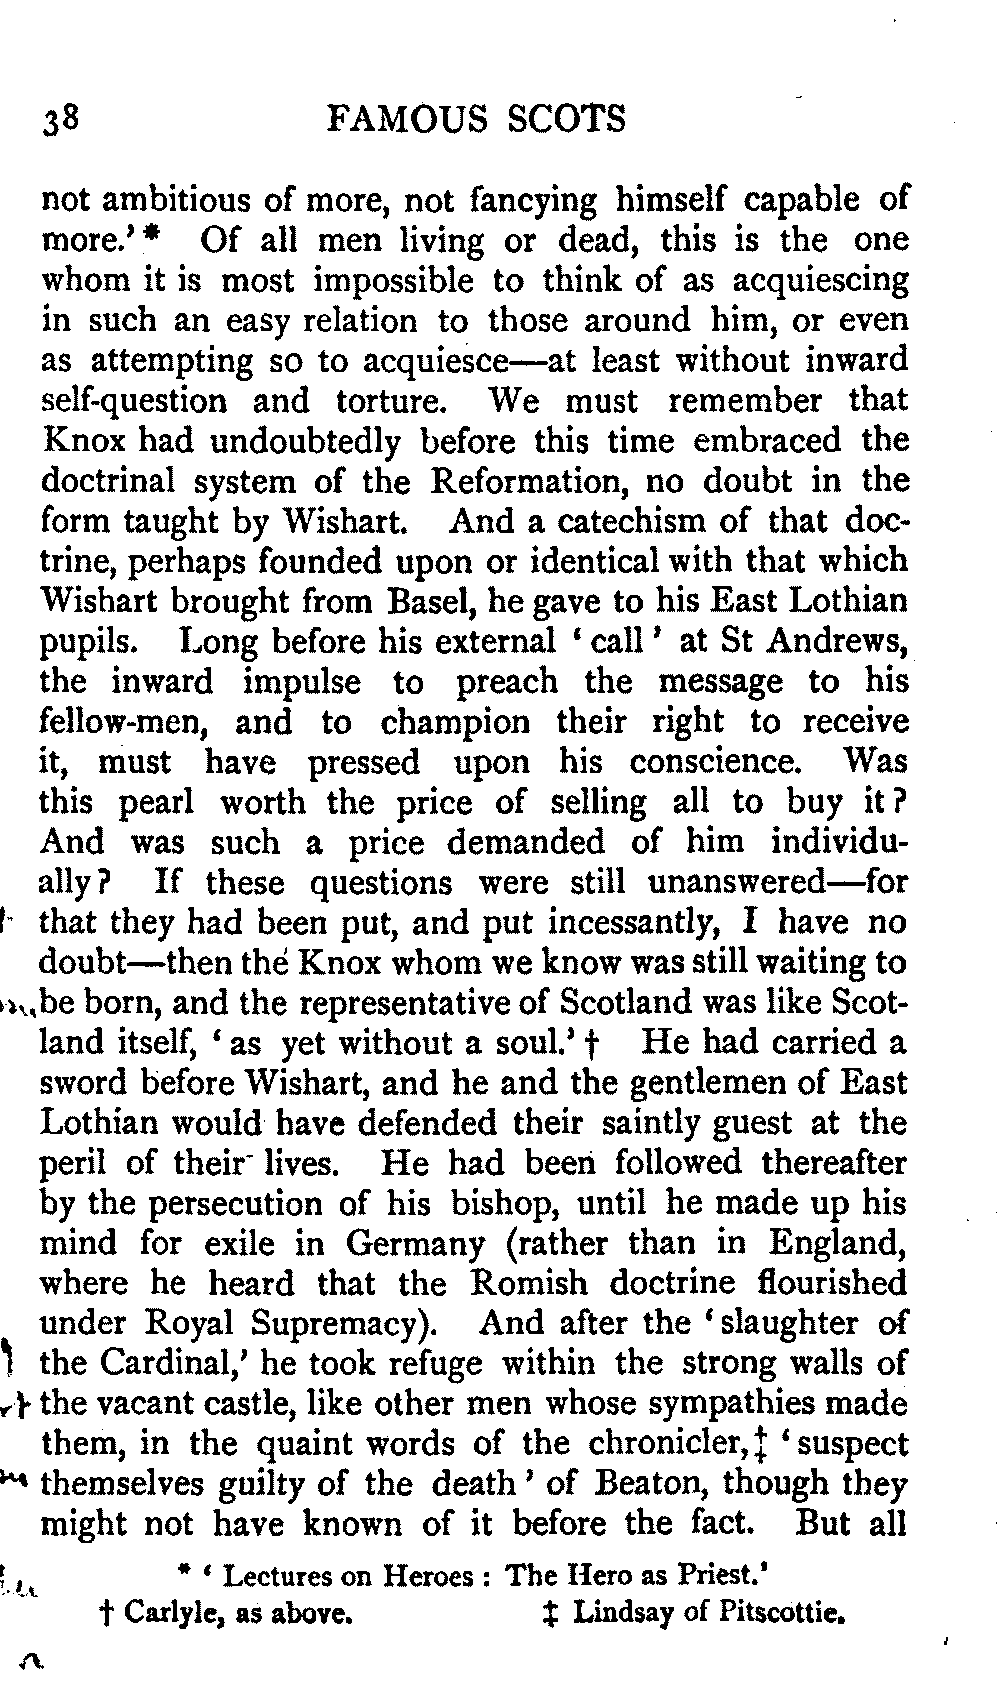 38 FAMOUS SCOTS
not ambitious of more, not fancying himself capable of
more.' * Of all men living or dead, this is the one
whom it is most impossible to think of as acquiescing
in such an easy relation to those around him, or even
as attempting so to acquiesce—at least without inward
self-question and torture. We must remember that
Knox had undoubtedly before this time embraced the
doctrinal system of the Reformation, no doubt in the
form taught by Wishart. And a catechism of that doc-
trine, perhaps founded upon or identical with that which
Wishart brought from Basel, he gave to his East Lothian
pupils. Long before his external ‘ call ’ at St Andrews,
the inward impulse to preach the message to his
fellow-men, and to champion their right to receive
it, must have pressed upon his conscience. Was
this pearl worth the price of selling all to buy it ?
And was such a price demanded of him individu-
ally ? If these questions were still unanswered—for
that they had been put, and put incessantly, I have no
doubt—then the Knox whom we know was still waiting to
be born, and the representative of Scotland was like Scot-
land itself, ‘ as yet without a soul.’ † He had carried a
sword before Wishart, and he and the gentlemen of East
Lothian would have defended their saintly guest at the
peril of their lives. He had been followed thereafter
by the persecution of his bishop, until he made up his
mind for exile in Germany (rather than in England,
where he heard that the Romish doctrine flourished
under Royal Supremacy). And after the ‘ slaughter of
the Cardinal,’ he took refuge within the strong walls of
the vacant castle, like other men whose sympathies made
them, in the quaint words of the chronicler, ‡ ‘ suspect
themselves guilty of the death ’ of Beaton, though they
might not have known of it before the fact. But all
* ‘ Lectures on Heroes : The Hero as Priest.’
† Carlyle, as above. ‡ Lindsay of Pitscottie.